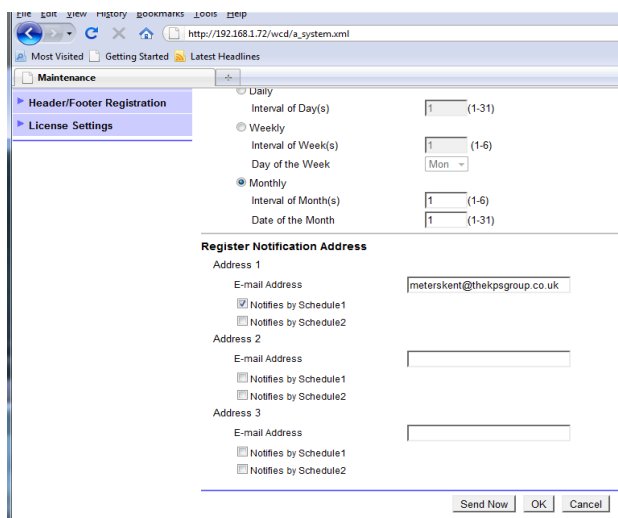 File Edit View History Bookmarks Tools Help
http://192.168.1.72/wcd/a_system.xml
Most Visited Getting Started Latest Headlines
Maintenance
Header/Footer Registration
License Settings
Daily
Interval of Day(s) 1 (1-31)
Weekly
Interval of Week(s) 1 (1-6)
Day of the Week Mon
Monthly
Interval of Month(s) 1 (1-6)
Date of the Month 1 (1-31)
Register Notification Address
Address 1
E-mail Address meterskent@thekpsgroup.co.uk
Notifies by Schedule1
Notifies by Schedule2
Address 2
E-mail Address
Notifies by Schedule1
Notifies by Schedule2
Address 3
E-mail Address
Notifies by Schedule1
Notifies by Schedule2
Send Now OK Cancel